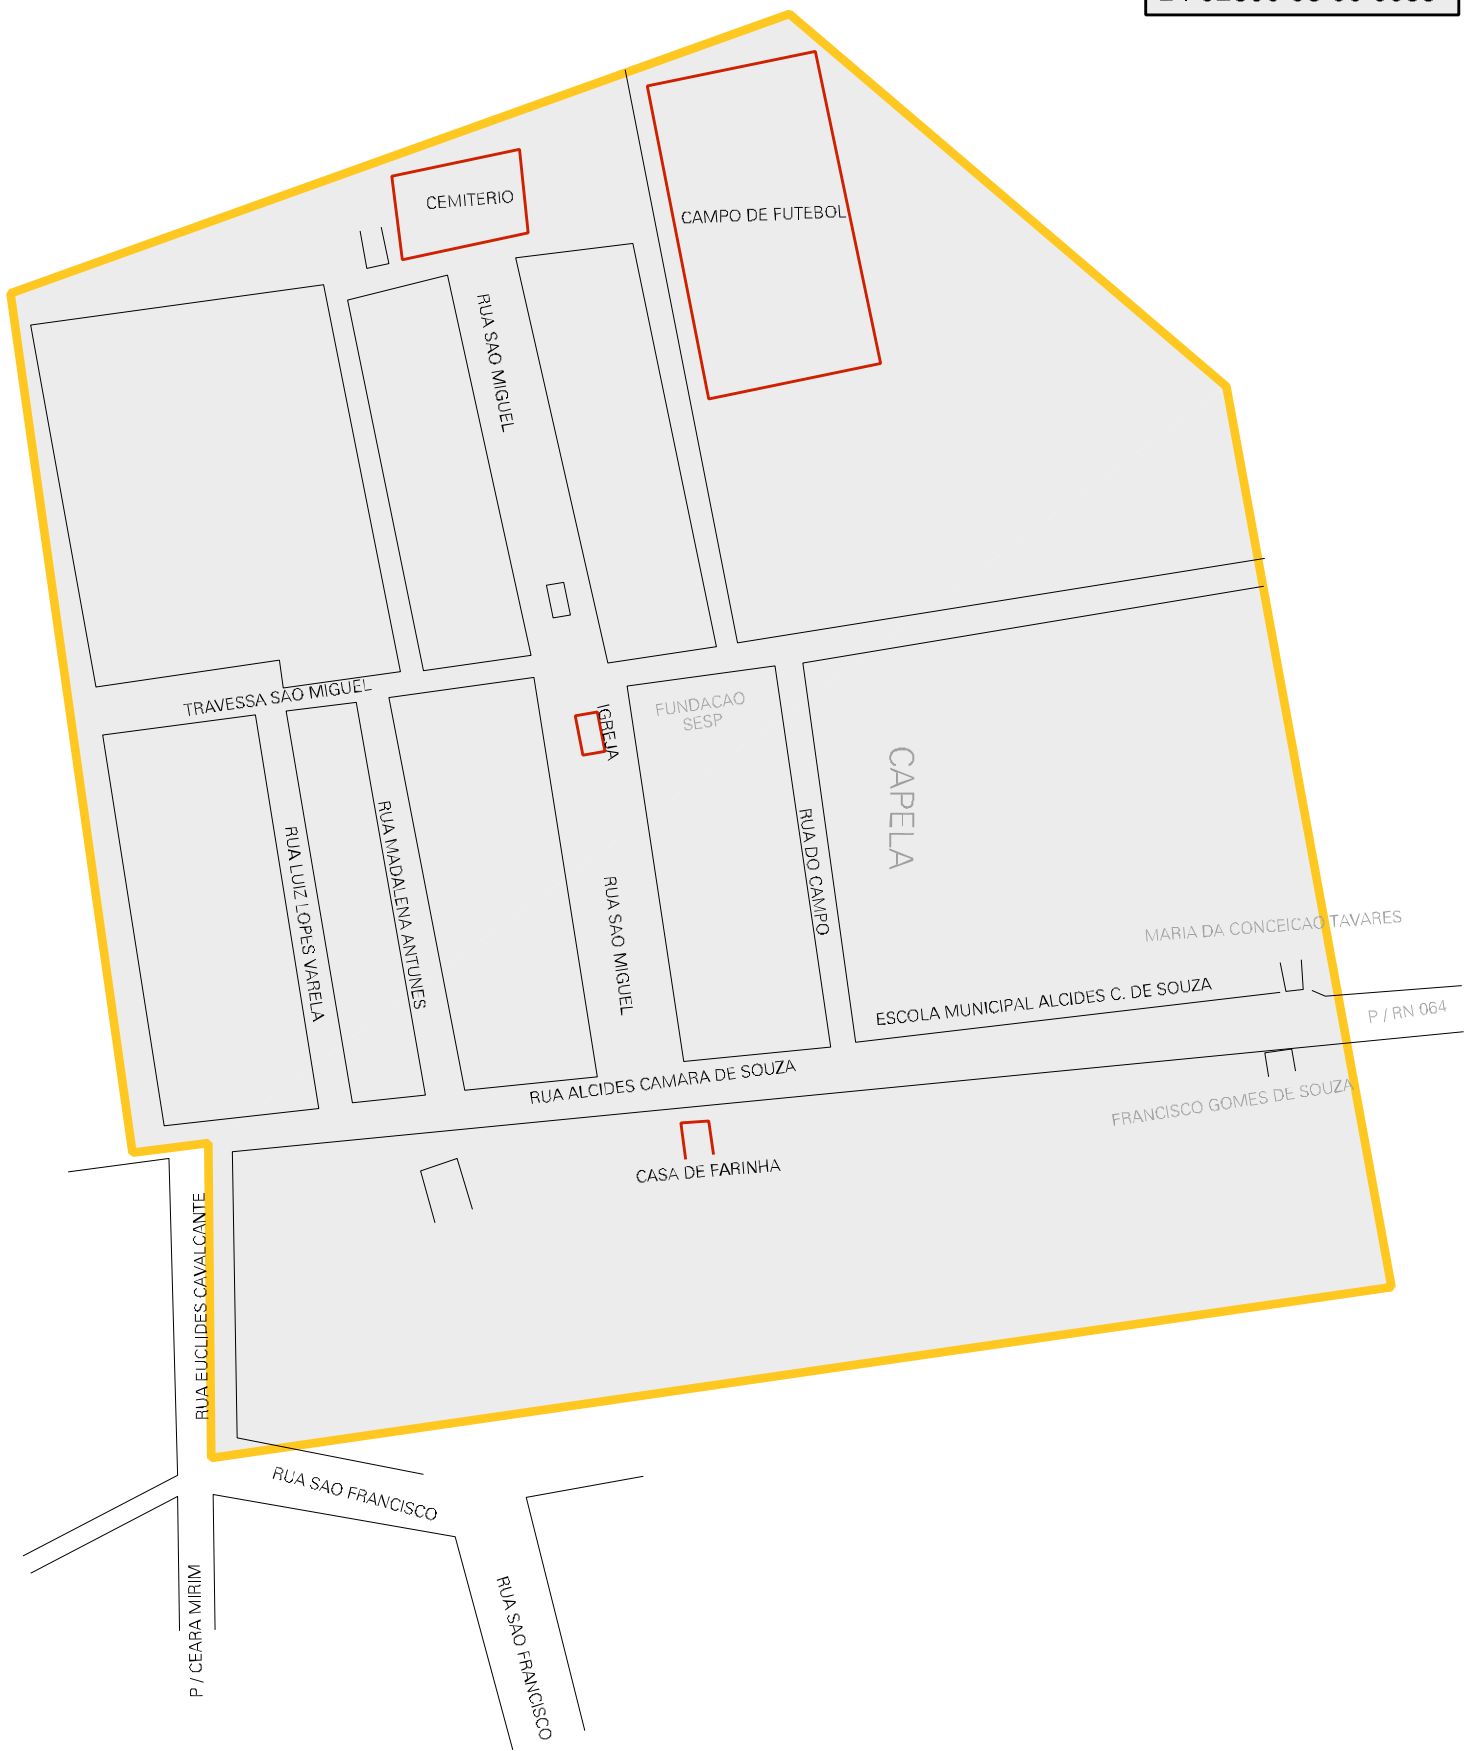 CEMITERIO
CAMPO DE FUTEBOL
RUA SAO MIGUEL
TRAVESSA SAO MIGUEL
IGREJA
FUNDACAO
SESP
CAPELA
RUA LUIZ LOPES VARELA
RUA MADALENA ANTUNES
RUA SAO MIGUEL
RUA DO CAMPO
MARIA DA CONCEICAO TAVARES
ESCOLA MUNICIPAL ALCIDES C. DE SOUZA
P / RN 064
RUA ALCIDES CAMARA DE SOUZA
FRANCISCO GOMES DE SOUZA
CASA DE FARINHA
RUA EUCLIDES CAVALCANTE
RUA SAO FRANCISCO
P / CEARA MIRIM
RUA SAO FRANCISCO